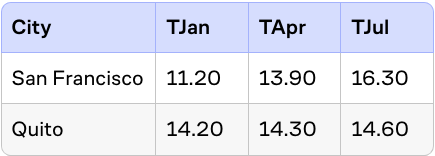 City TJan TApr TJul
San Francisco 11.20 13.90 16.30
Quito 14.20 14.30 14.60